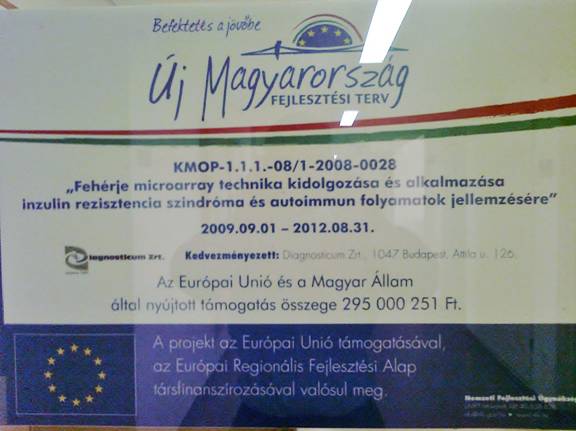 Befektetés a jövőbe
Új Magyarország
FEJLESZTÉSI TERV
KMOP-1.1.1.-08/1-2008-0028
„Fehérje microarray technika kidolgozása és alkalmazása
inzulin rezisztencia szindróma és autoimmun folyamatok jellemzésére”
2009.09.01 – 2012.08.31.
Diagnosticum Zrt. Kedvezményezett: Diagnosticum Zrt., 1047 Budapest, Attila u. 126.
Az Európai Unió és a Magyar Állam
által nyújtott támogatás összege 295 000 251 Ft.
A projekt az Európai Unió támogatásával,
az Európai Regionális Fejlesztési Alap
társfinanszírozásával valósul meg.
Nemzeti Fejlesztési Ügynökség